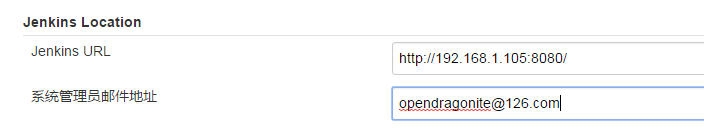 Jenkins Location
Jenkins URL
http://192.168.1.105:8080/
系统管理员邮件地址
opendragonite@126.com